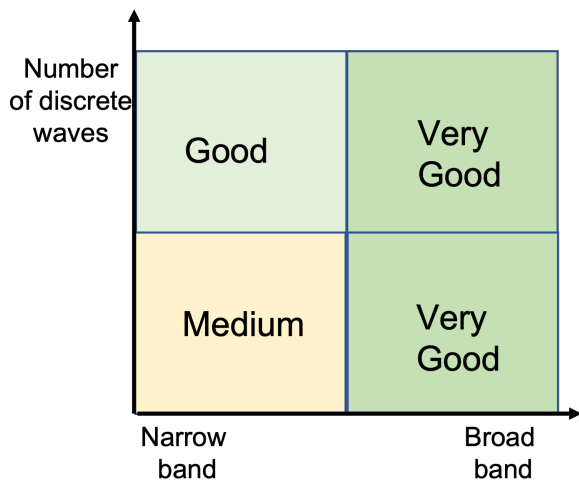 Number
of discrete
waves
Good
Very
Good
Medium
Very
Good
Narrow
band
Broad
band